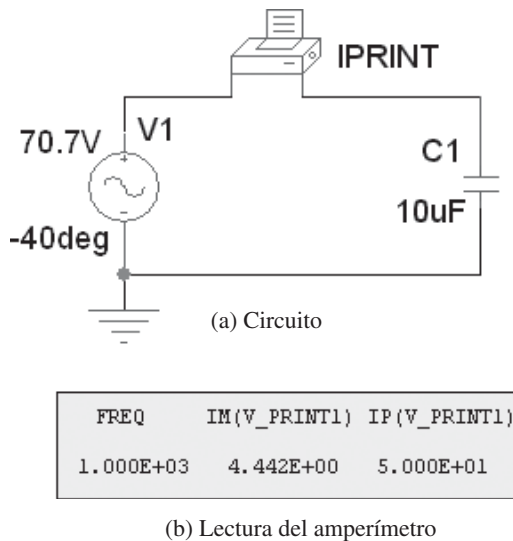 IPRINT
70.7V
V1
-40deg
C1
10uF
(a) Circuito
FREQ IM(V_PRINT1) IP(V_PRINT1)
1.000E+03 4.442E+00 5.000E+01
(b) Lectura del amperímetro